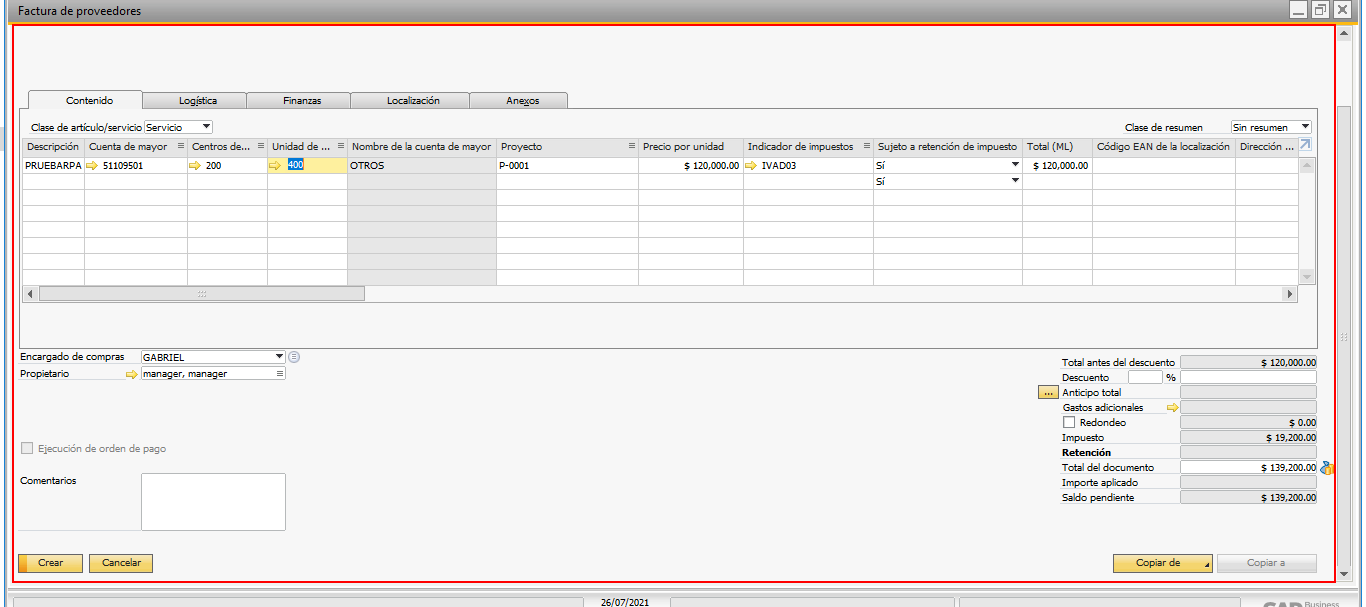 Factura de proveedores
Contenido Logística Finanzas Localización Anexos
Clase de artículo/servicio Servicio Clase de resumen Sin resumen
Descripción Cuenta de mayor Centros de... Unidad de ... Nombre de la cuenta de mayor Proyecto Precio por unidad Indicador de impuestos Sujeto a retención de impuesto Total (ML) Código EAN de la localización Dirección ...
PRUEBARPA 51109501 200 400 OTROS P-0001 $ 120,000.00 IVAD03 Sí $ 120,000.00
Sí
Encargado de compras GABRIEL
Propietario manager, manager
Ejecución de orden de pago
Comentarios
Total antes del descuento $ 120,000.00
Descuento %
... Anticipo total
Gastos adicionales
Redondeo $ 0.00
Impuesto $ 19,200.00
Retención
Total del documento $ 139,200.00
Importe aplicado
Saldo pendiente $ 139,200.00
Crear Cancelar Copiar de Copiar a
26/07/2021 Business